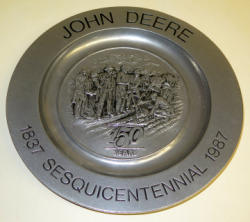 JOHN DEERE
150
YEARS
1837 SESQUICENTENNIAL 1987